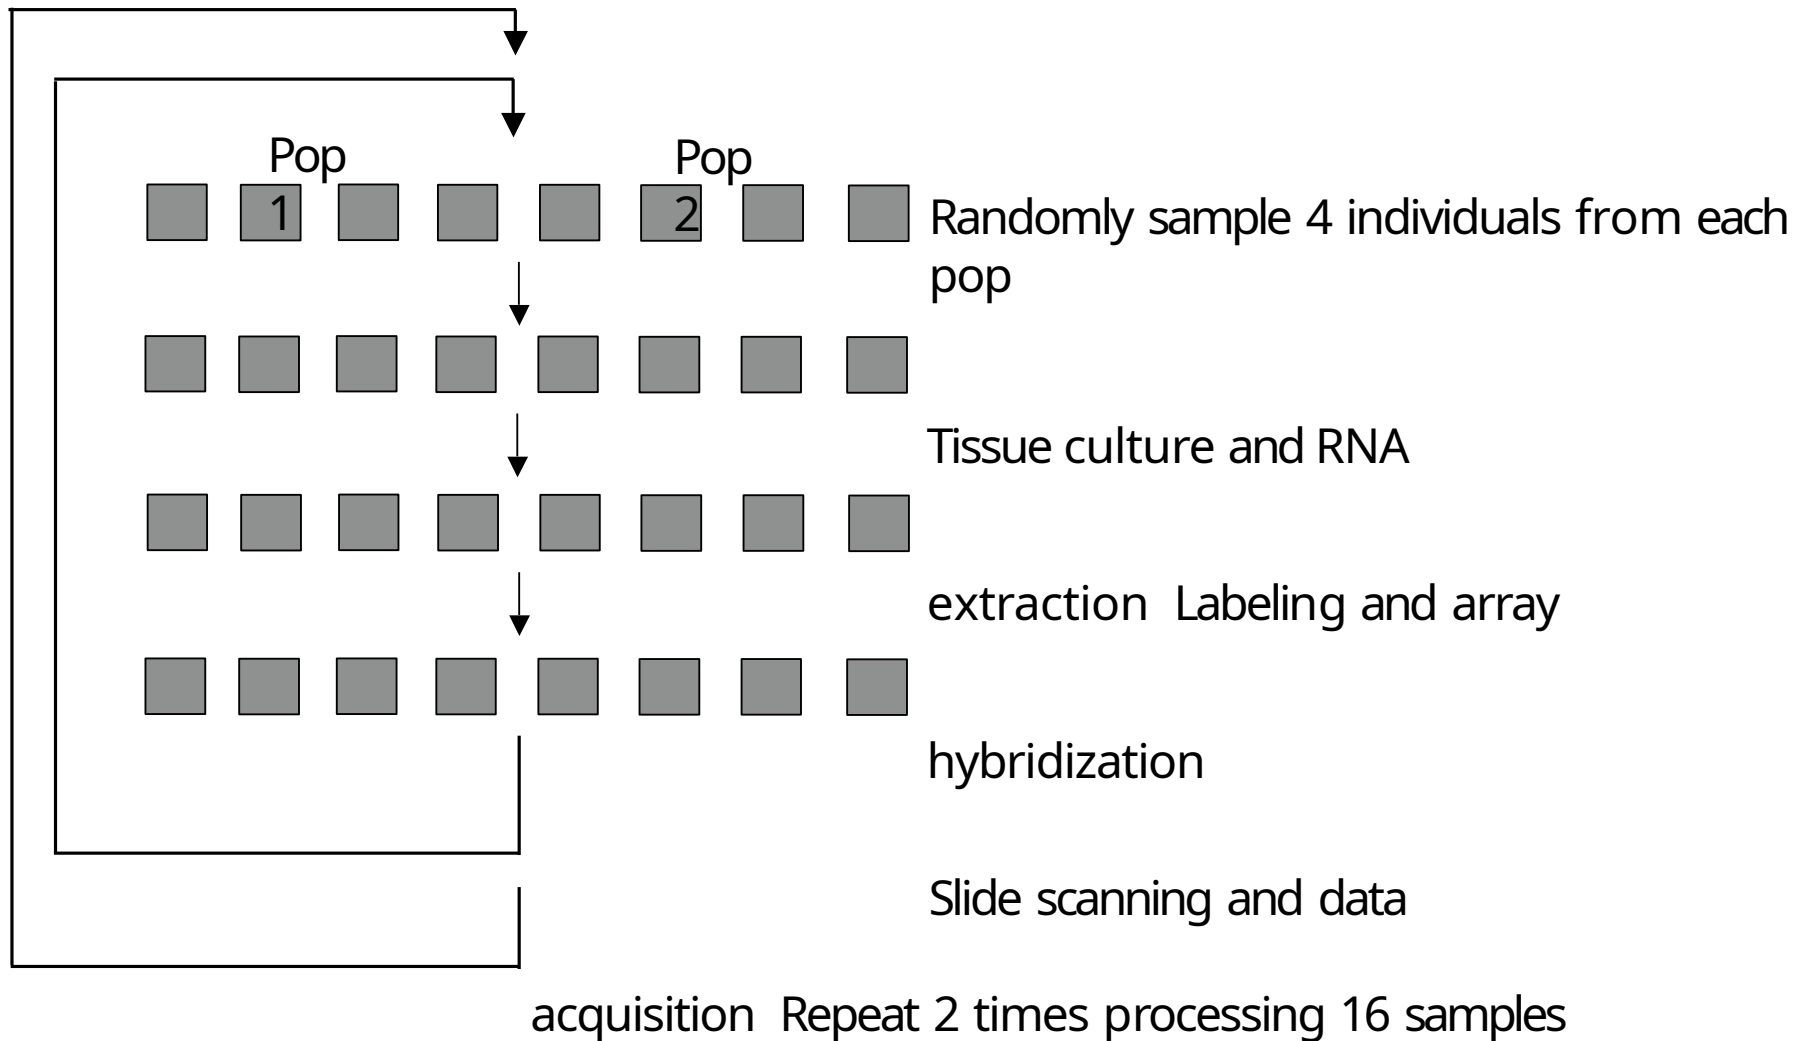 Pop
1
Pop
2
Randomly sample 4 individuals from each
pop
Tissue culture and RNA
extraction Labeling and array
hybridization
Slide scanning and data
acquisition Repeat 2 times processing 16 samples